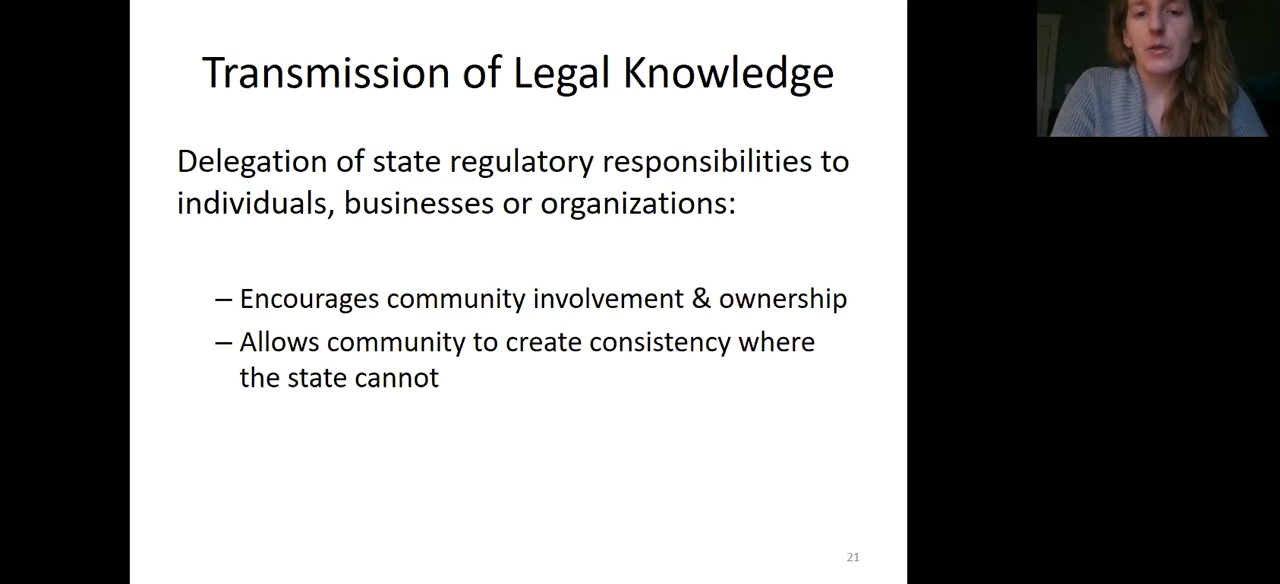 Transmission of Legal Knowledge
Delegation of state regulatory responsibilities to
individuals, businesses or organizations:
– Encourages community involvement & ownership
– Allows community to create consistency where
the state cannot
21